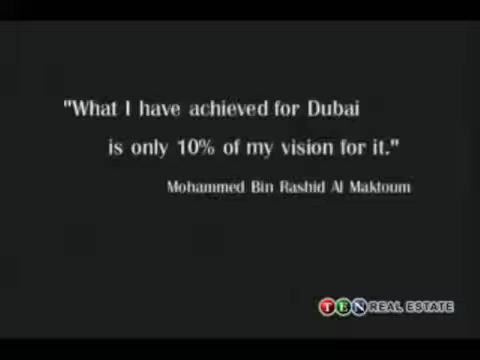 "What I have achieved for Dubai
is only 10% of my vision for it."
Mohammed Bin Rashid Al Maktoum
TEN REAL ESTATE